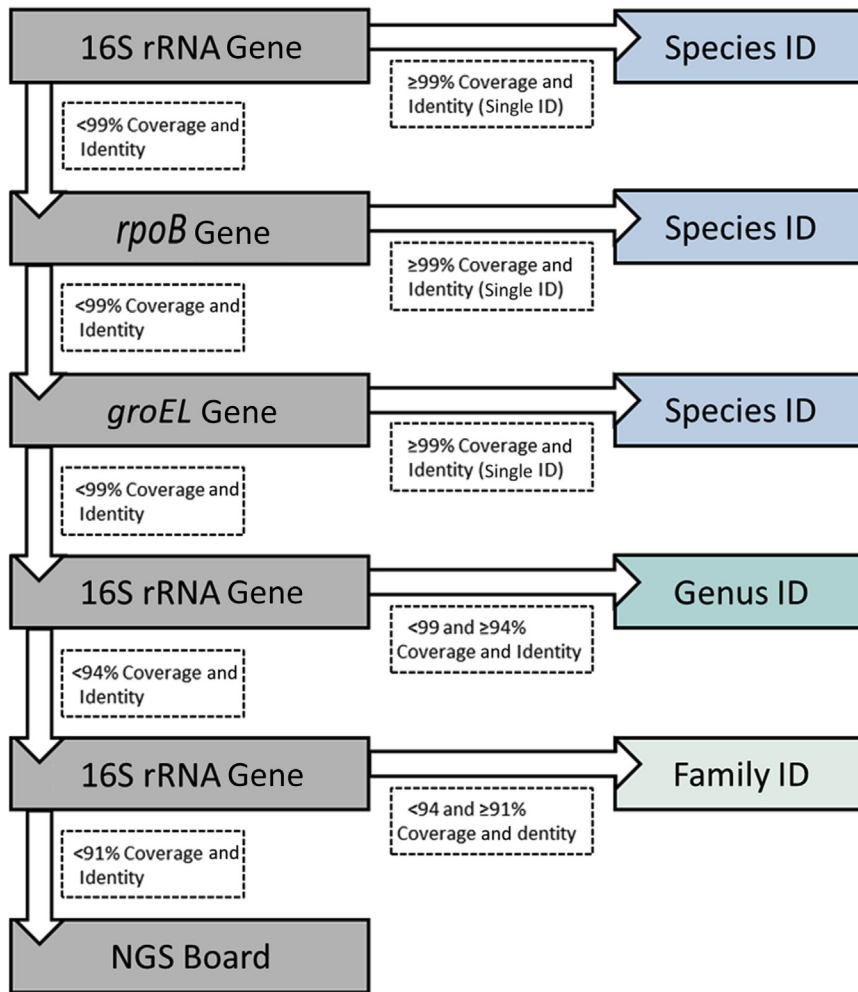 16S rRNA Gene
Species ID
≥99% Coverage and
Identity (Single ID)
<99% Coverage and
Identity
rpoB Gene
Species ID
≥99% Coverage and
Identity (Single ID)
<99% Coverage and
Identity
groEL Gene
Species ID
≥99% Coverage and
Identity (Single ID)
<99% Coverage and
Identity
16S rRNA Gene
Genus ID
<99 and ≥94%
Coverage and Identity
<94% Coverage and
Identity
16S rRNA Gene
Family ID
<94 and ≥91%
Coverage and dentity
<91% Coverage and
Identity
NGS Board